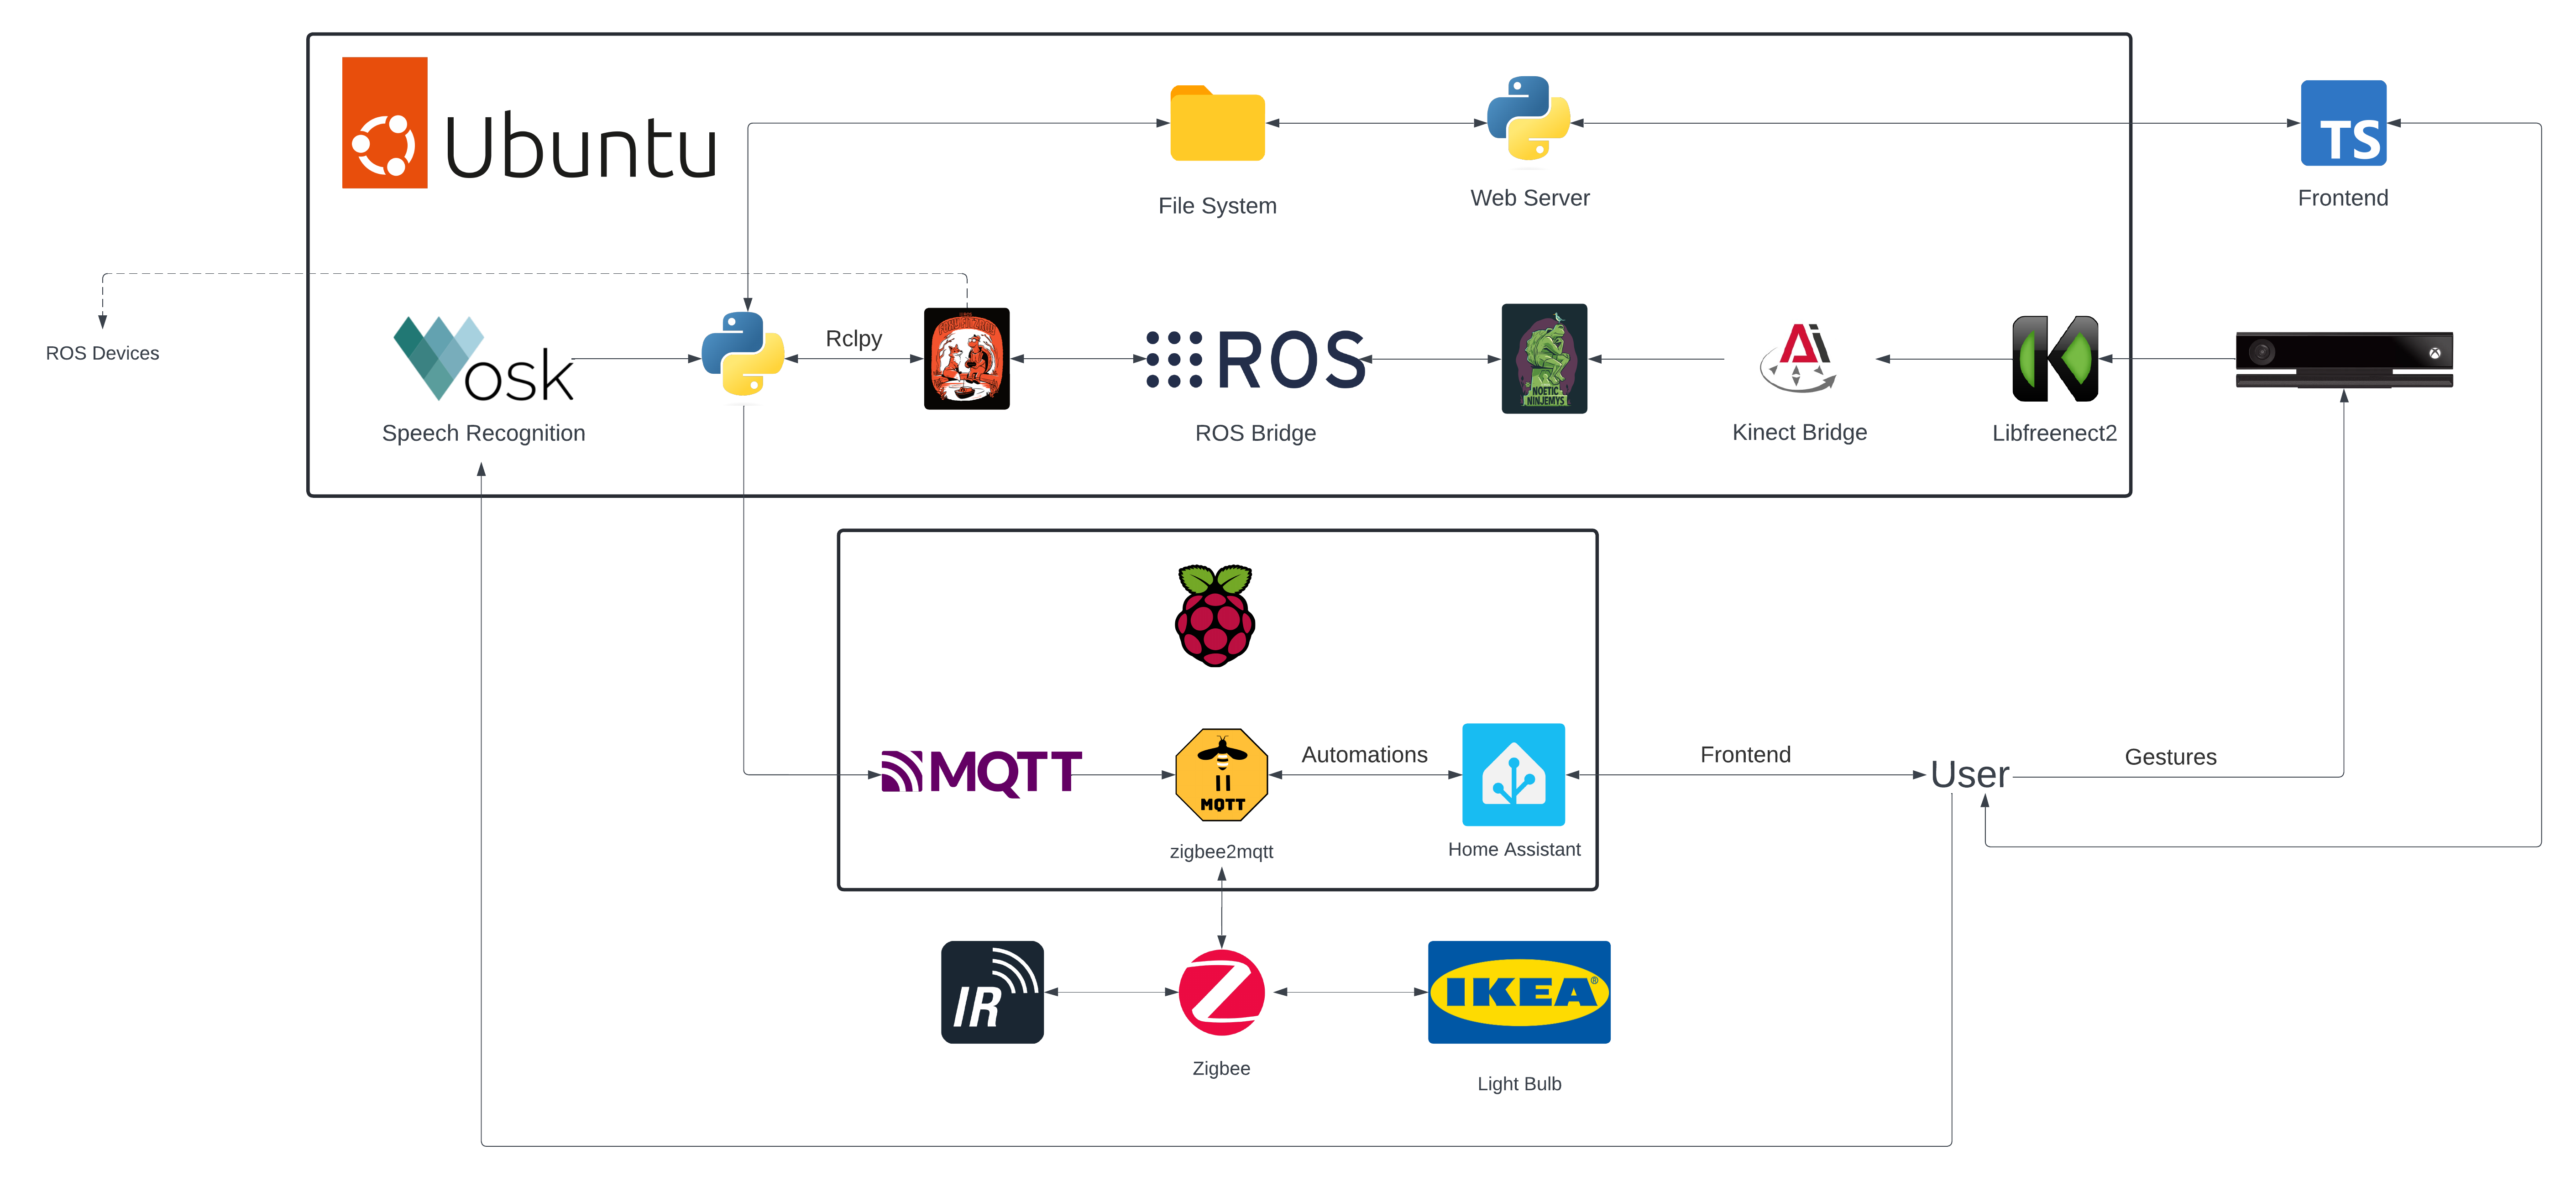 Ubuntu
File System
Web Server
TS
Frontend
ROS Devices
Vosk
Speech Recognition
Rclpy
ROS
ROS Bridge
NOETIC
NINJEMYS
Ai
Kinect Bridge
K
Libfreenect2
MQTT
MQTT
zigbee2mqtt
Automations
Home Assistant
Frontend
User
Gestures
IR
Z
Zigbee
IKEA®
Light Bulb